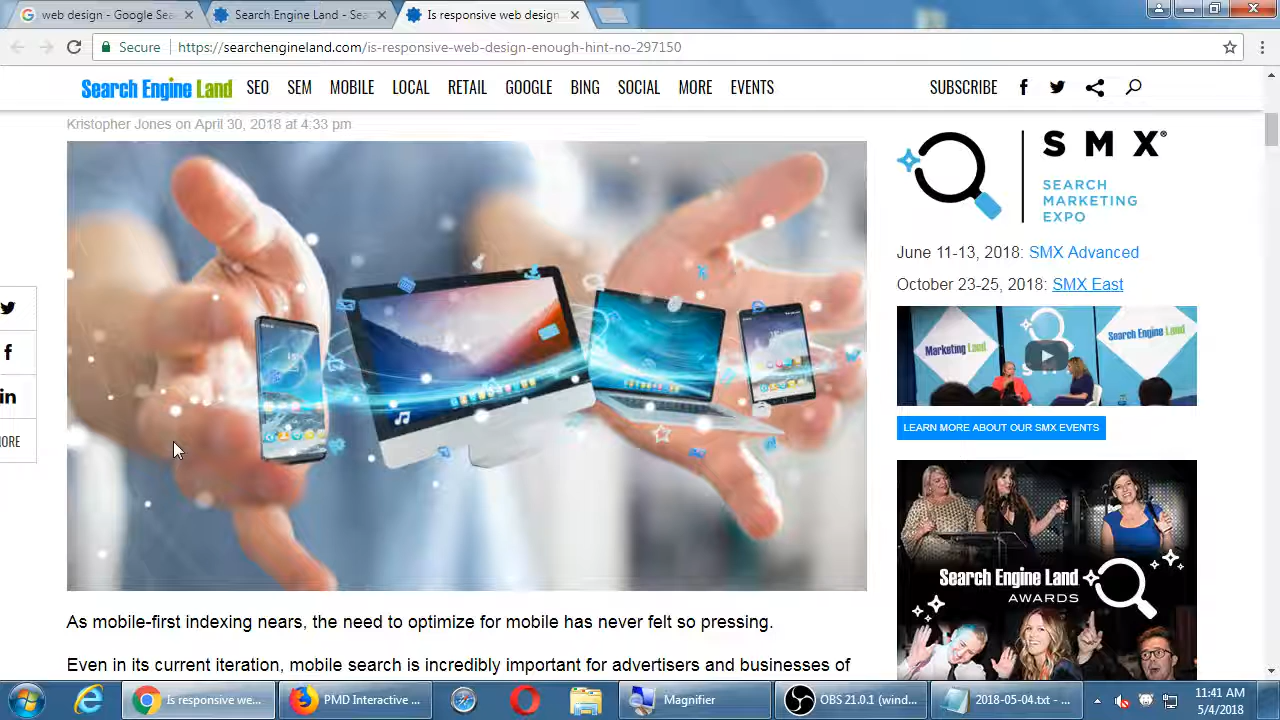 web design - Google Sea
Search Engine Land - Sea
Is responsive web design
Secure
https://searchengineland.com/is-responsive-web-design-enough-hint-no-297150
Search Engine Land
SEO
SEM
MOBILE
LOCAL
RETAIL
GOOGLE
BING
SOCIAL
MORE
EVENTS
SUBSCRIBE
Kristopher Jones on April 30, 2018 at 4:33 pm
ORE
As mobile-first indexing nears, the need to optimize for mobile has never felt so pressing.
Even in its current iteration, mobile search is incredibly important for advertisers and businesses of
SMX®
SEARCH
MARKETING
EXPO
June 11-13, 2018: SMX Advanced
October 23-25, 2018: SMX East
Marketing Land
Search Engine Land
LEARN MORE ABOUT OUR SMX EVENTS
Search Engine Land
AWARDS
Is responsive we...
PMD Interactive ...
Magnifier
OBS 21.0.1 (wind...
2018-05-04.txt - ...
11:41 AM
5/4/2018